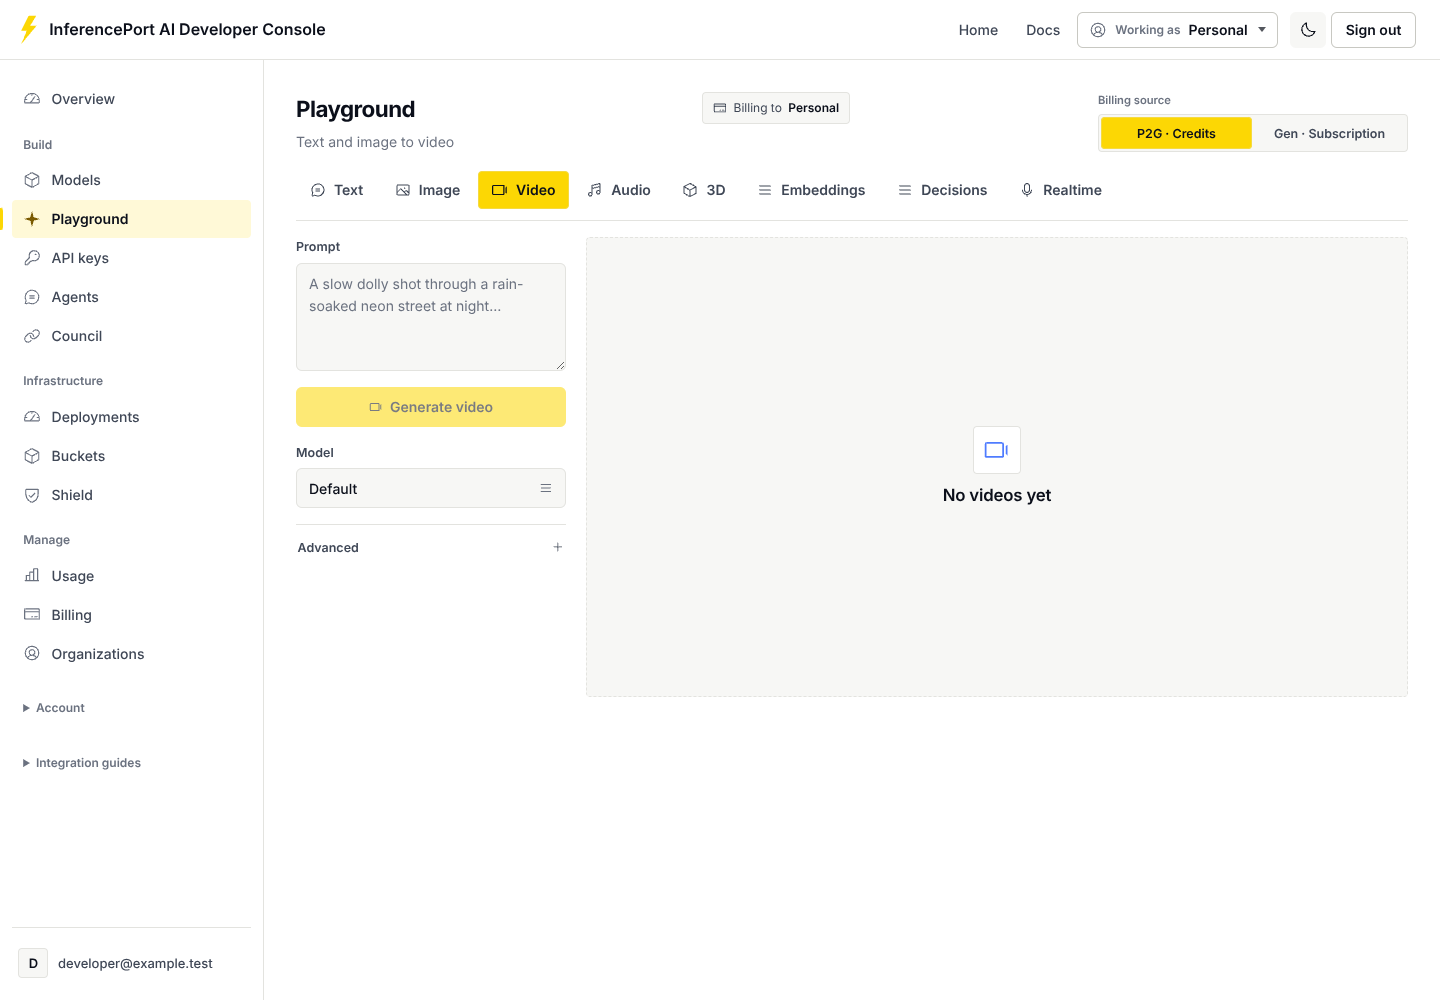 InferencePort AI Developer Console
Home
Docs
Working as Personal
Sign out
Overview
Build
Models
Playground
API keys
Agents
Council
Infrastructure
Deployments
Buckets
Shield
Manage
Usage
Billing
Organizations
Account
Integration guides
D
developer@example.test
Playground
Text and image to video
Billing to Personal
Billing source
P2G · Credits
Gen · Subscription
Text
Image
Video
Audio
3D
Embeddings
Decisions
Realtime
Prompt
A slow dolly shot through a rain-
soaked neon street at night...
Generate video
Model
Default
Advanced
No videos yet